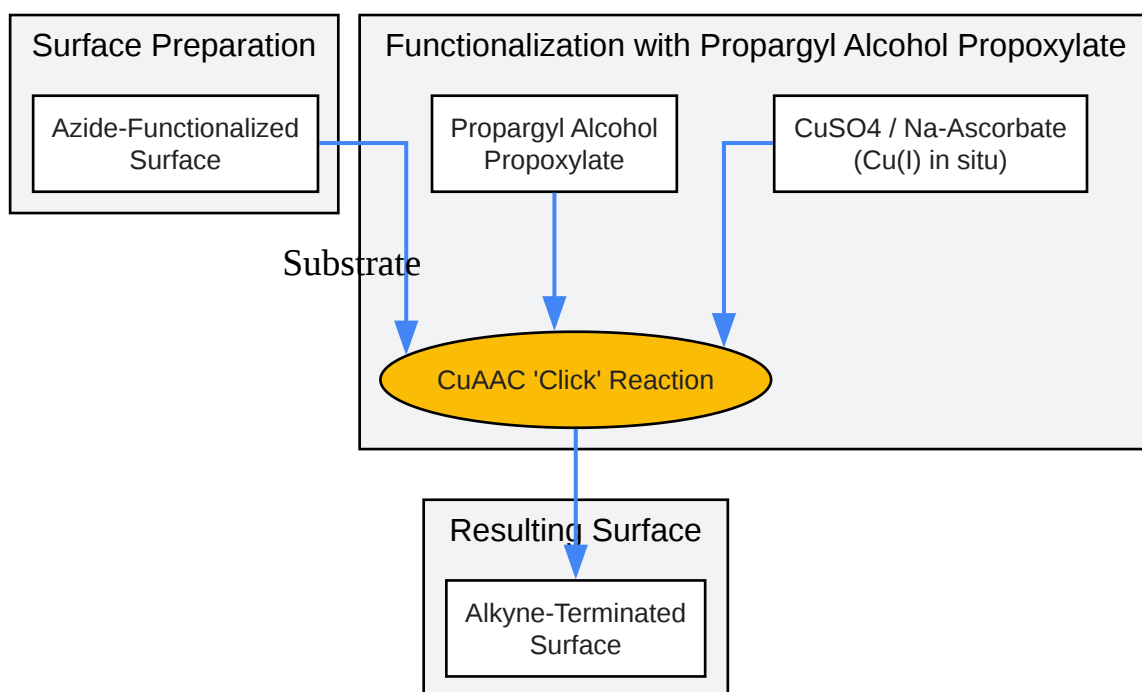 Surface Preparation
Azide-Functionalized
Surface
Functionalization with Propargyl Alcohol Propoxylate
Propargyl Alcohol
Propoxylate
CuSO4 / Na-Ascorbate
(Cu(I) in situ)
Substrate
CuAAC 'Click' Reaction
Resulting Surface
Alkyne-Terminated
Surface